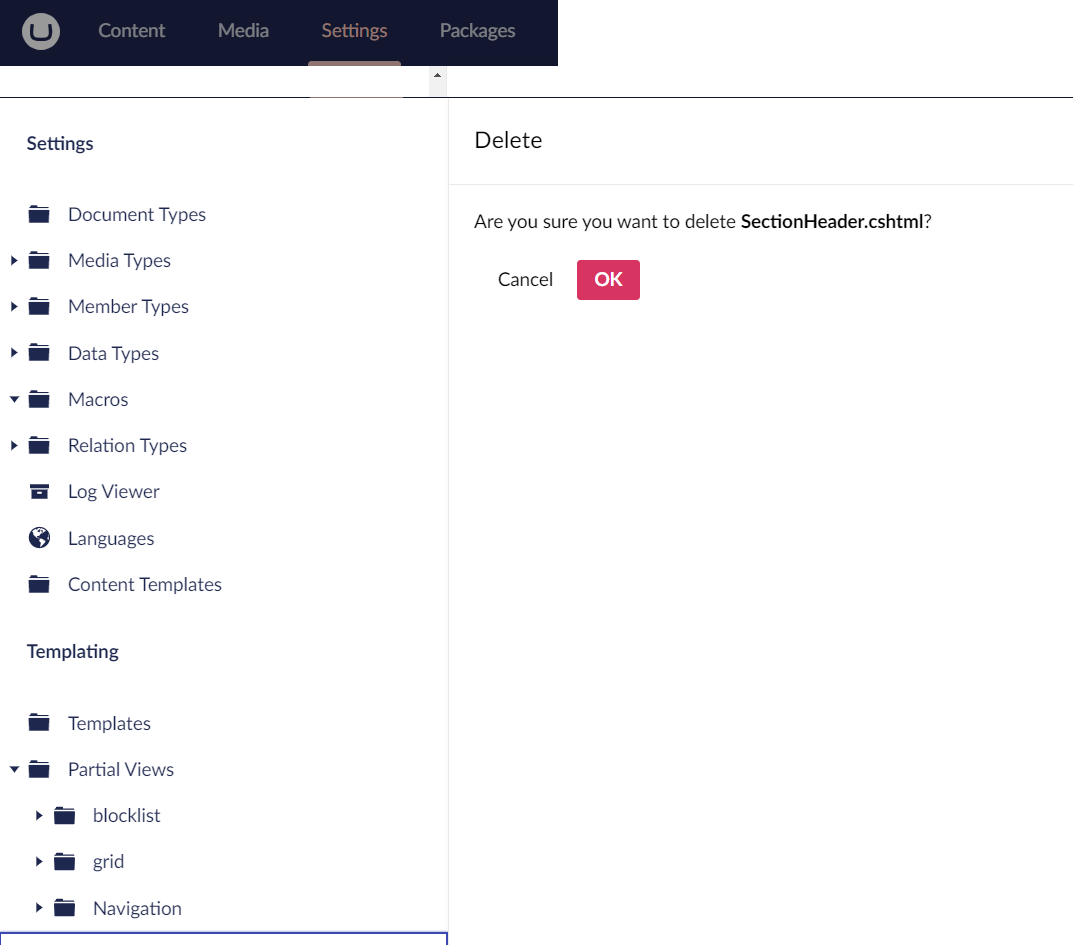 Content Media Settings Packages
Settings
Document Types
Media Types
Member Types
Data Types
Macros
Relation Types
Log Viewer
Languages
Content Templates
Templating
Templates
Partial Views
blocklist
grid
Navigation
Delete
Are you sure you want to delete SectionHeader.cshtml?
Cancel OK